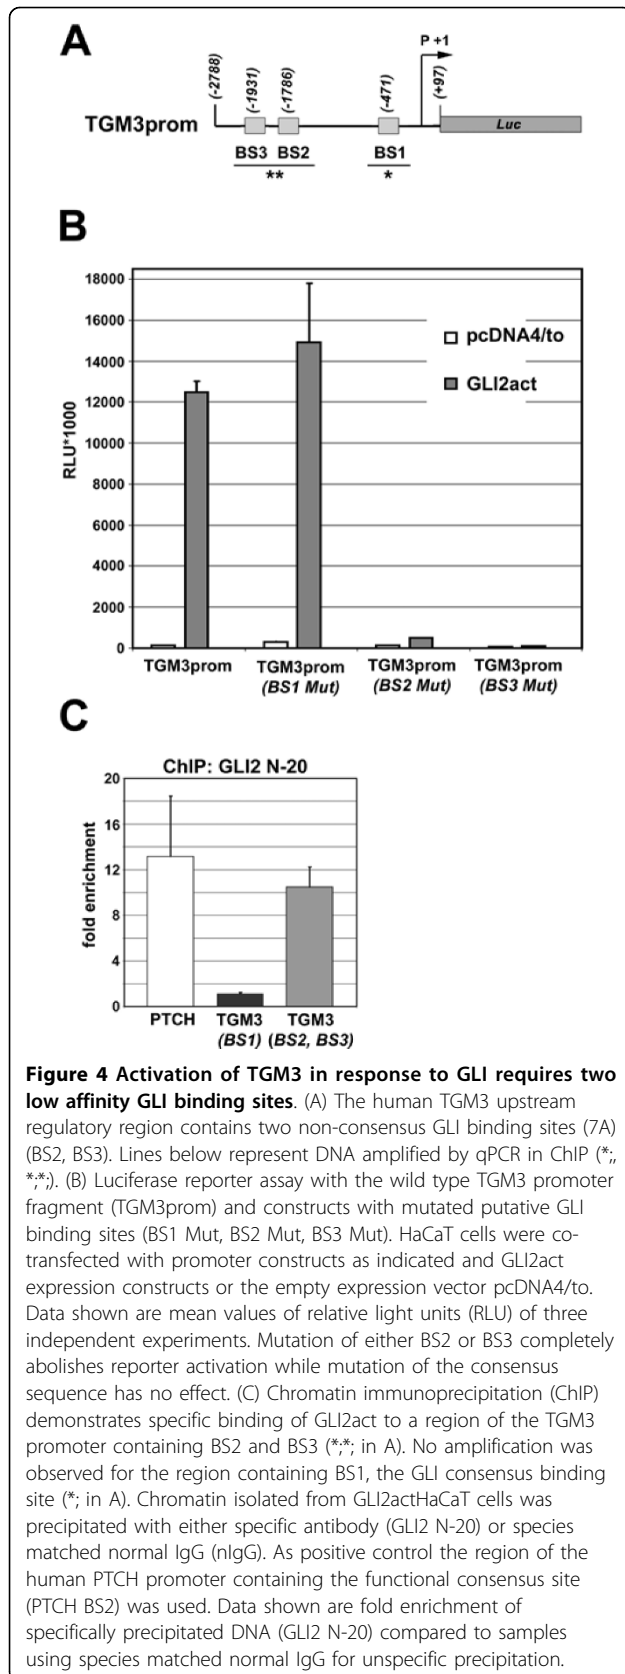 A
P +1
(-2788)
(-1931)
(-1786)
(-471)
(+97)
TGM3prom
Luc
BS3 BS2 BS1
** *
B
18000
16000
14000
12000
10000
8000
6000
4000
2000
0
RLU*1000
pcDNA4/to
GLI2act
TGM3prom TGM3prom TGM3prom TGM3prom
(BS1 Mut) (BS2 Mut) (BS3 Mut)
C
ChIP: GLI2 N-20
20
16
12
8
4
0
fold enrichment
PTCH TGM3 TGM3
(BS1) (BS2, BS3)
Figure 4 Activation of TGM3 in response to GLI requires two
low affinity GLI binding sites. (A) The human TGM3 upstream
regulatory region contains two non-consensus GLI binding sites (7A)
(BS2, BS3). Lines below represent DNA amplified by qPCR in ChIP (*;,
*;*;). (B) Luciferase reporter assay with the wild type TGM3 promoter
fragment (TGM3prom) and constructs with mutated putative GLI
binding sites (BS1 Mut, BS2 Mut, BS3 Mut). HaCaT cells were co-
transfected with promoter constructs as indicated and GLI2act
expression constructs or the empty expression vector pcDNA4/to.
Data shown are mean values of relative light units (RLU) of three
independent experiments. Mutation of either BS2 or BS3 completely
abolishes reporter activation while mutation of the consensus
sequence has no effect. (C) Chromatin immunoprecipitation (ChIP)
demonstrates specific binding of GLI2act to a region of the TGM3
promoter containing BS2 and BS3 (*;*; in A). No amplification was
observed for the region containing BS1, the GLI consensus binding
site (*; in A). Chromatin isolated from GLI2actHaCaT cells was
precipitated with either specific antibody (GLI2 N-20) or species
matched normal IgG (nIgG). As positive control the region of the
human PTCH promoter containing the functional consensus site
(PTCH BS2) was used. Data shown are fold enrichment of
specifically precipitated DNA (GLI2 N-20) compared to samples
using species matched normal IgG for unspecific precipitation.